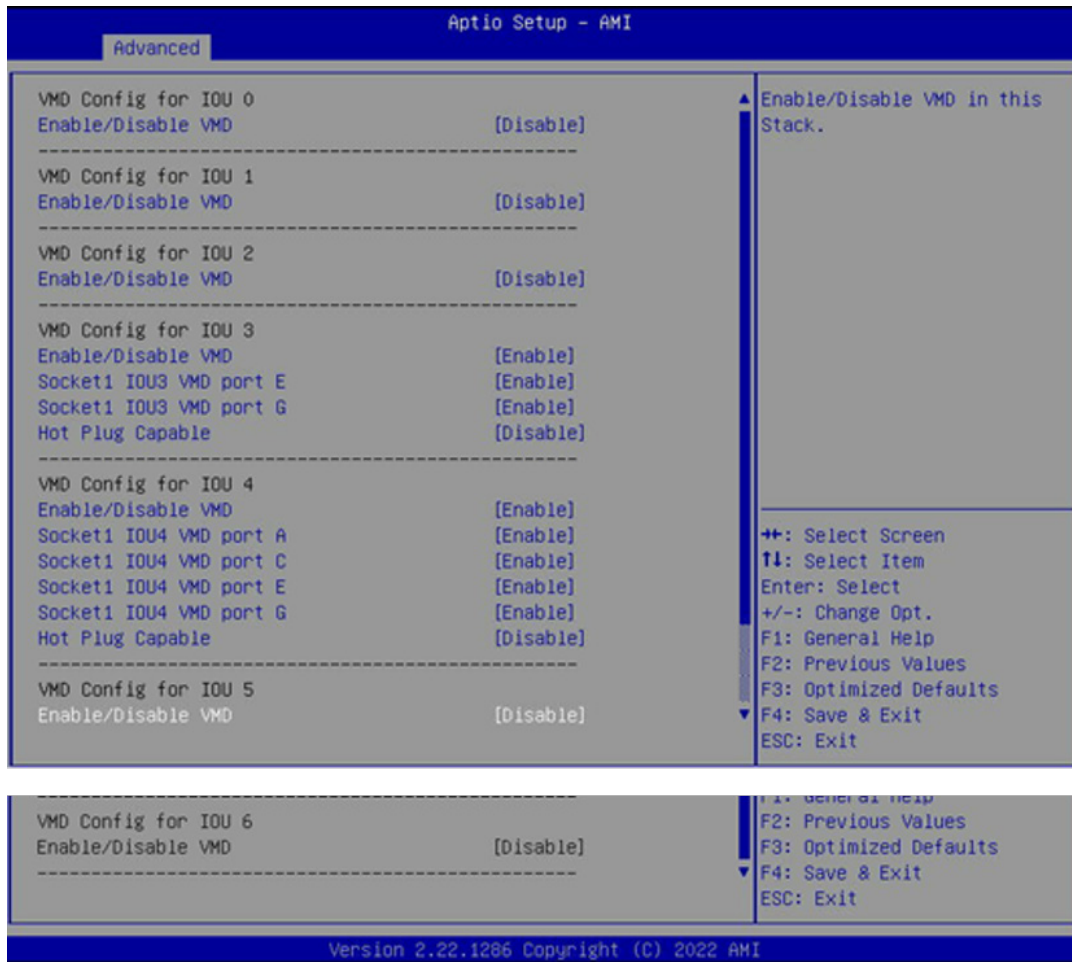 Aptio Setup – AMI
Advanced
VMD Config for IOU 0
Enable/Disable VMD [Disable]
------------------------------------------------
VMD Config for IOU 1
Enable/Disable VMD [Disable]
------------------------------------------------
VMD Config for IOU 2
Enable/Disable VMD [Disable]
------------------------------------------------
VMD Config for IOU 3
Enable/Disable VMD [Enable]
Socket1 IOU3 VMD port E [Enable]
Socket1 IOU3 VMD port G [Enable]
Hot Plug Capable [Disable]
------------------------------------------------
VMD Config for IOU 4
Enable/Disable VMD [Enable]
Socket1 IOU4 VMD port A [Enable]
Socket1 IOU4 VMD port C [Enable]
Socket1 IOU4 VMD port E [Enable]
Socket1 IOU4 VMD port G [Enable]
Hot Plug Capable [Disable]
------------------------------------------------
VMD Config for IOU 5
Enable/Disable VMD [Disable]
Enable/Disable VMD in this
Stack.
→←: Select Screen
↑↓: Select Item
Enter: Select
+/-: Change Opt.
F1: General Help
F2: Previous Values
F3: Optimized Defaults
F4: Save & Exit
ESC: Exit
------------------------------------------------
VMD Config for IOU 6
Enable/Disable VMD [Disable]
------------------------------------------------
F1: General Help
F2: Previous Values
F3: Optimized Defaults
F4: Save & Exit
ESC: Exit
Version 2.22.1286 Copyright (C) 2022 AMI